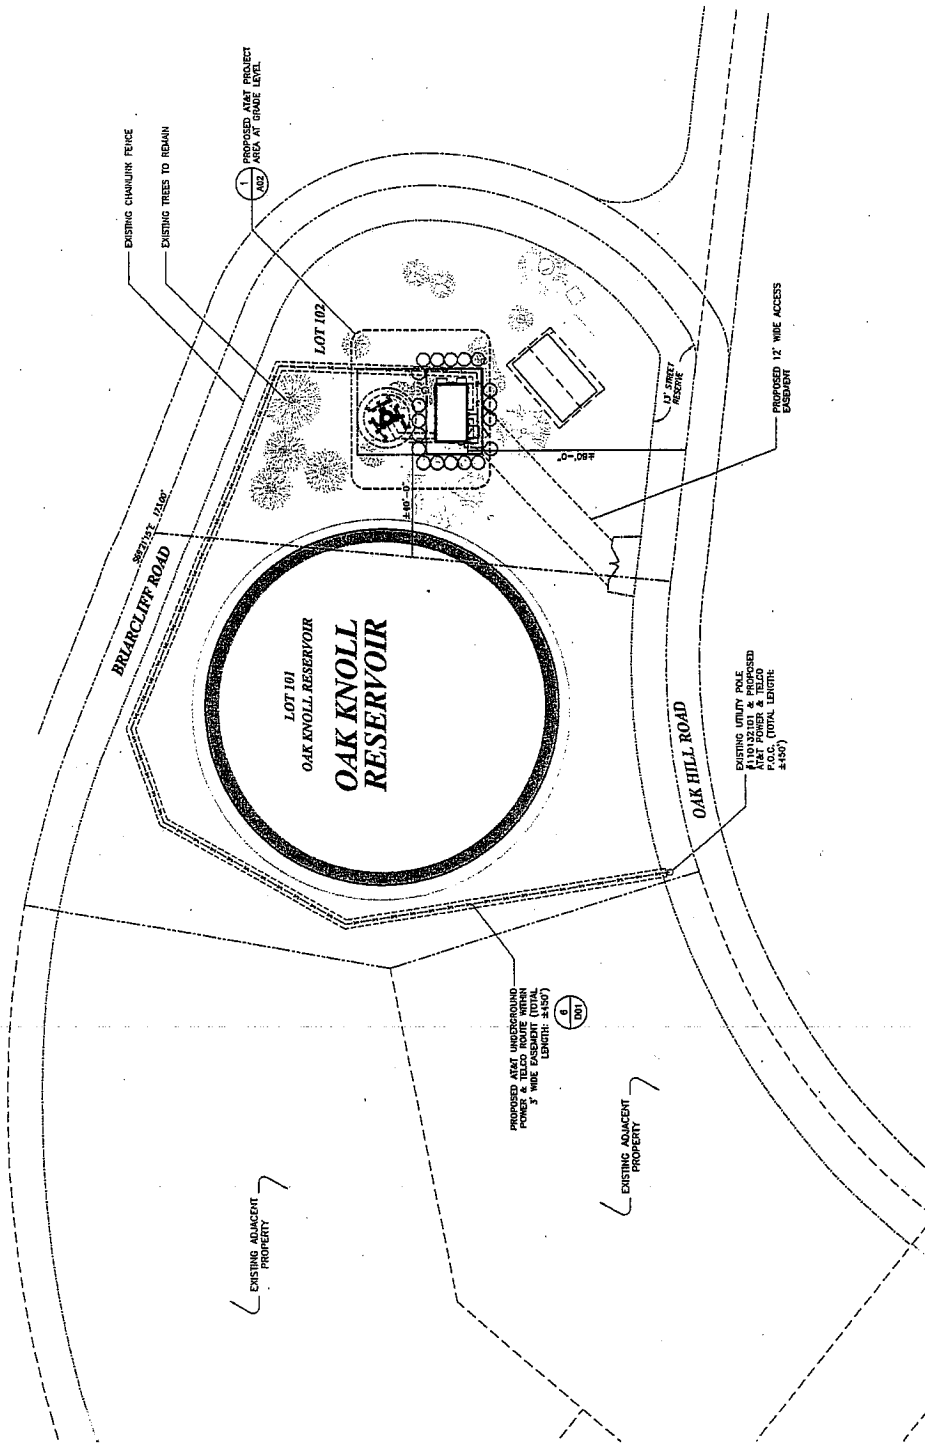 EXISTING CHAINLINK FENCE
EXISTING TREES TO REMAIN
1
A02
PROPOSED AT&T PROJECT
AREA AT GRADE LEVEL
LOT 102
BRIARCLIFF ROAD
±40'-0"
±80'-0"
13' STREET
RESERVE
PROPOSED 12' WIDE ACCESS
EASEMENT
LOT 101
OAK KNOLL RESERVOIR
OAK KNOLL
RESERVOIR
OAK HILL ROAD
EXISTING UTILITY POLE
#110132101 & PROPOSED
AT&T POWER & TELCO
P.O.C. (TOTAL LENGTH:
±450')
PROPOSED AT&T UNDERGROUND
POWER & TELCO ROUTE WITHIN
3' WIDE EASEMENT (TOTAL
LENGTH: ±450')
6
D01
EXISTING ADJACENT
PROPERTY
EXISTING ADJACENT
PROPERTY